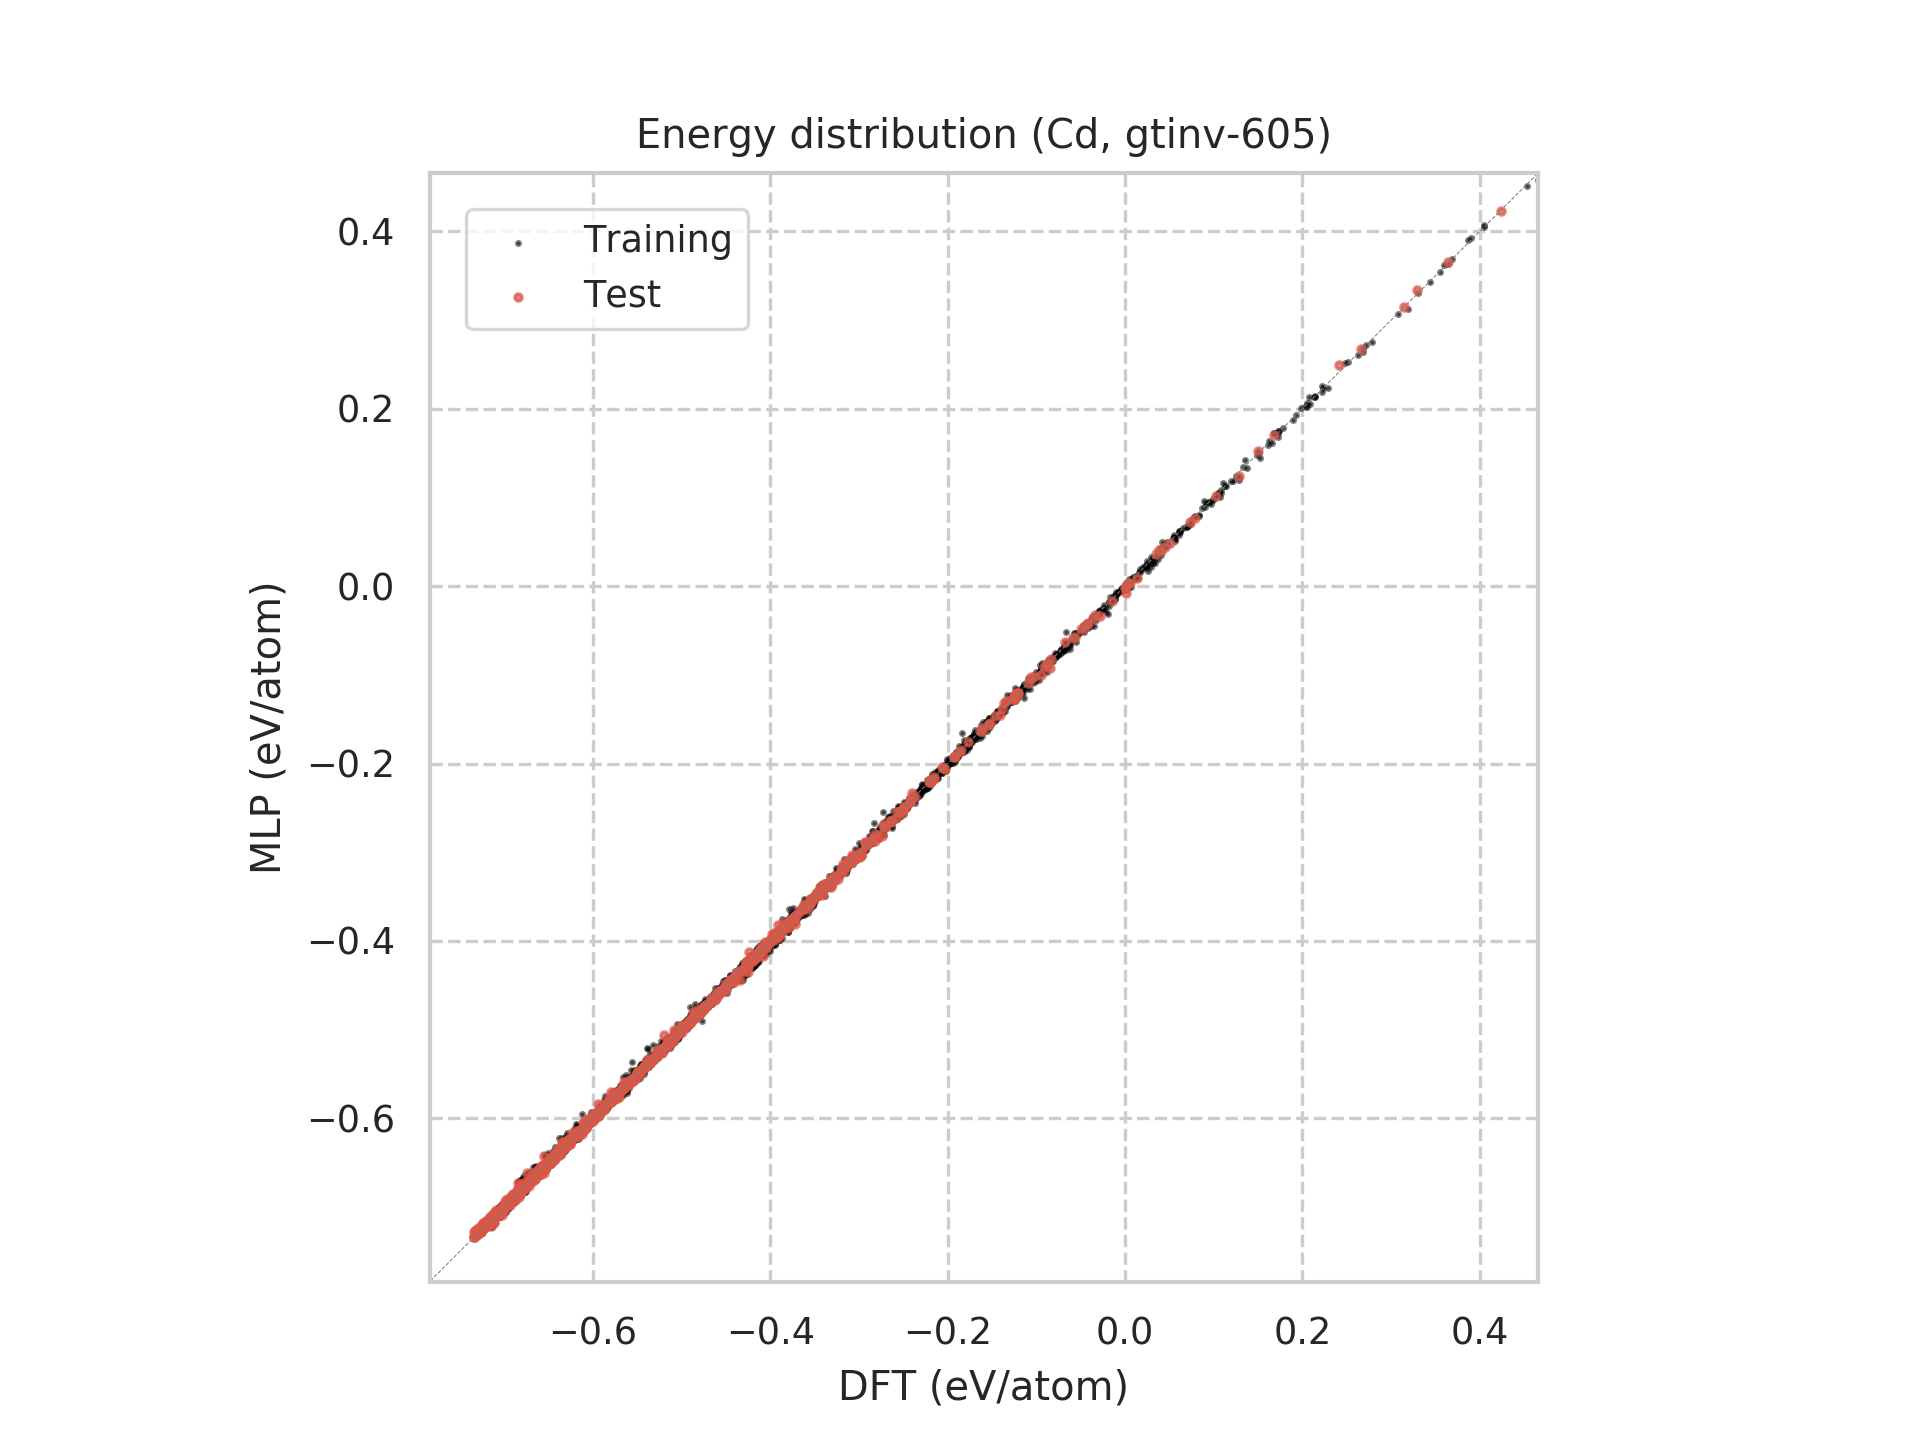 Energy distribution (Cd, gtinv-605)
Training
Test
0.4
0.2
0.0
−0.2
−0.4
−0.6
MLP (eV/atom)
−0.6 −0.4 −0.2 0.0 0.2 0.4
DFT (eV/atom)